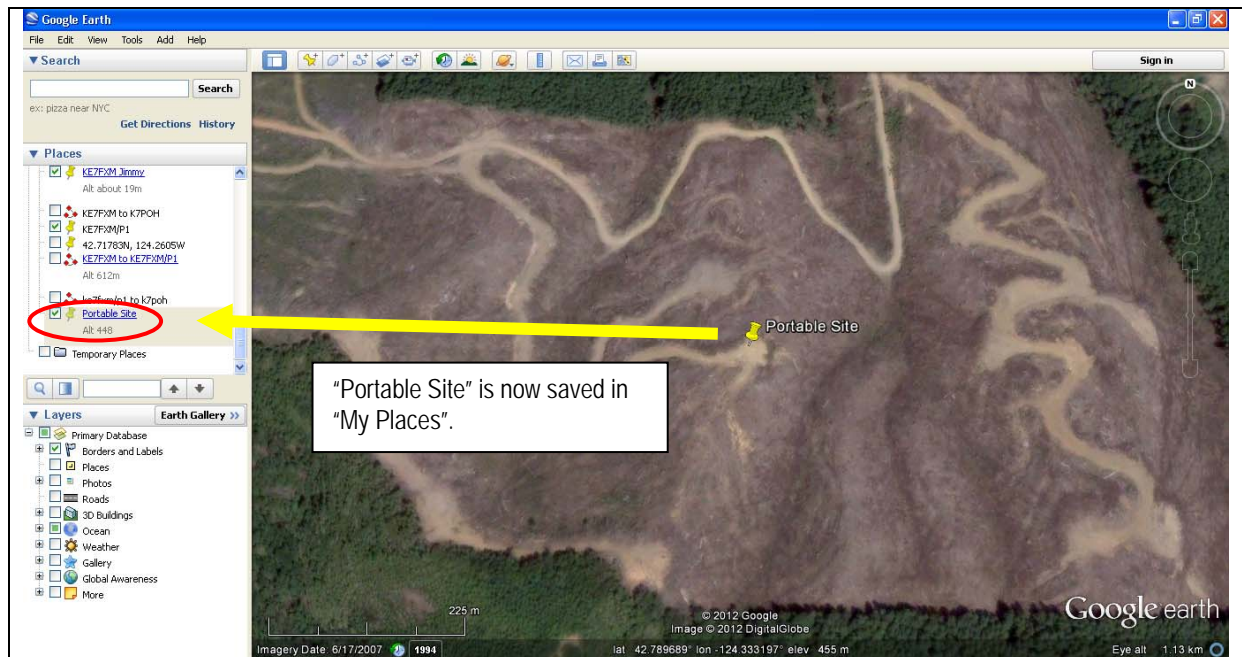 Google Earth
File Edit View Tools Add Help
Search
Sign in
Search
ex: pizza near NYC
Get Directions History
Places
KE7FXM Jimmy
Alt about 19m
KE7FXM to K7POH
KE7FXM/P1
42.71783N, 124.2605W
KE7FXM to KE7FXM/P1
Alt 612m
ke7fxm/p1 to k7poh
Portable Site
Alt 448
Temporary Places
Layers
Earth Gallery >>
Primary Database
Borders and Labels
Places
Photos
Roads
3D Buildings
Ocean
Weather
Gallery
Global Awareness
More
N
Portable Site
"Portable Site" is now saved in
"My Places".
225 m
© 2012 Google
Image © 2012 DigitalGlobe
Google earth
Imagery Date: 6/17/2007 1994 lat 42.789689° lon -124.333197° elev 455 m Eye alt 1.13 km